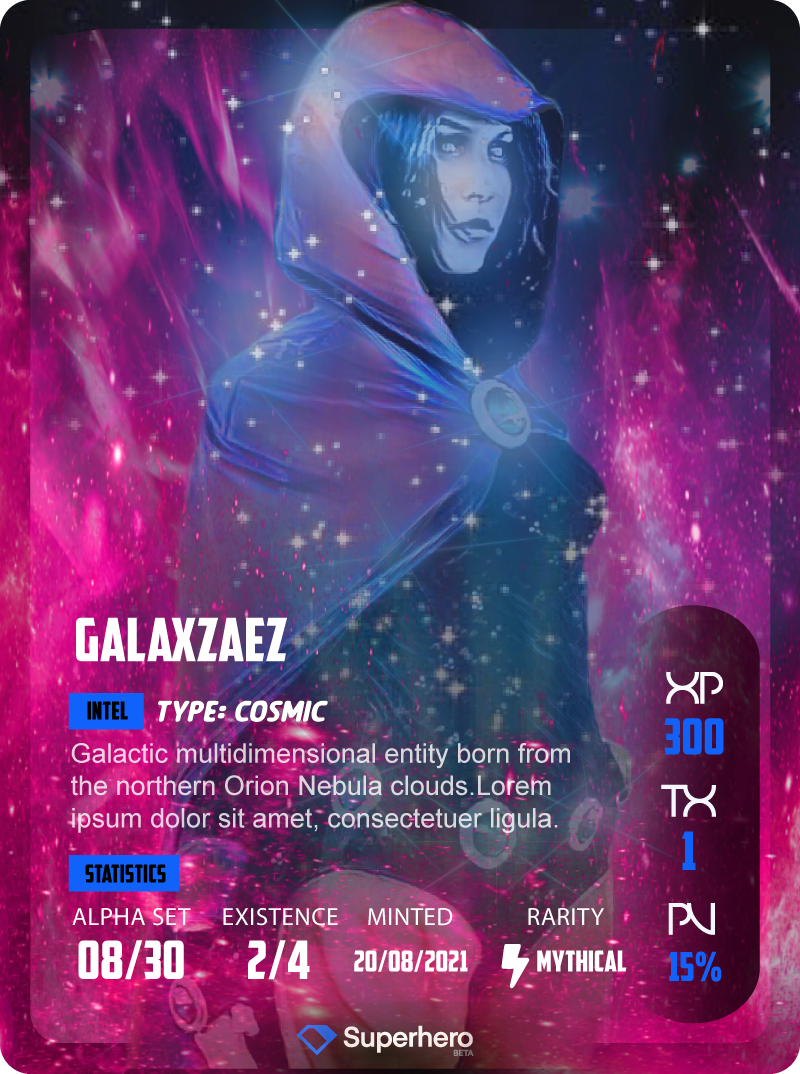 GALAXZAEZ
INTEL TYPE: COSMIC
Galactic multidimensional entity born from
the northern Orion Nebula clouds.Lorem
ipsum dolor sit amet, consectetuer ligula.
STATISTICS
ALPHA SET EXISTENCE MINTED RARITY
08/30 2/4 20/08/2021 MYTHICAL
XP
300
TX
1
PV
15%
Superhero
BETA